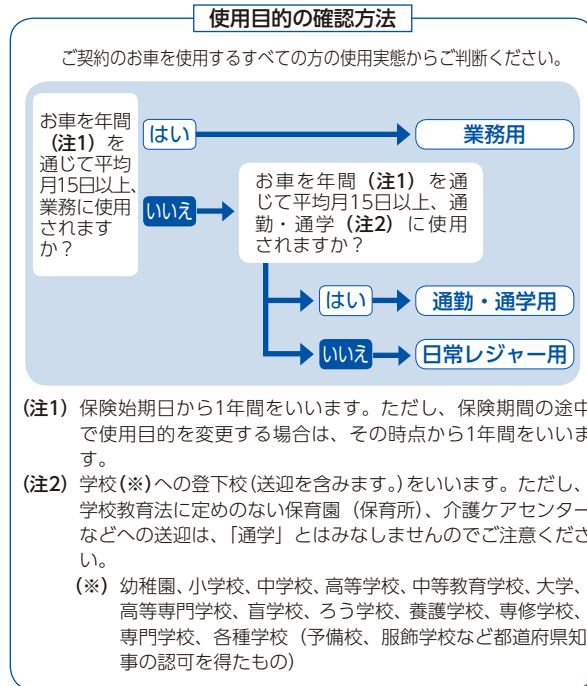 使用目的の確認方法
ご契約のお車を使用するすべての方の使用実態からご判断ください。
お車を年間
(注1)を
通じて平均
月15日以上、
業務に使用
されます
か？
はい
業務用
いいえ
お車を年間(注1)を通
じて平均月15日以上、通
勤・通学(注2)に使用
されますか？
はい
通勤・通学用
いいえ
日常レジャー用
(注1) 保険始期日から1年間をいいます。ただし、保険期間の途中
で使用目的を変更する場合は、その時点から1年間をいいま
す。
(注2) 学校(※)への登下校(送迎を含みます。)をいいます。ただし、
学校教育法に定めのない保育園（保育所）、介護ケアセンター
などへの送迎は、「通学」とはみなしませんのでご注意くださ
い。
(※) 幼稚園、小学校、中学校、高等学校、中等教育学校、大学、
高等専門学校、盲学校、ろう学校、養護学校、専修学校、
専門学校、各種学校（予備校、服飾学校など都道府県知
事の認可を得たもの）